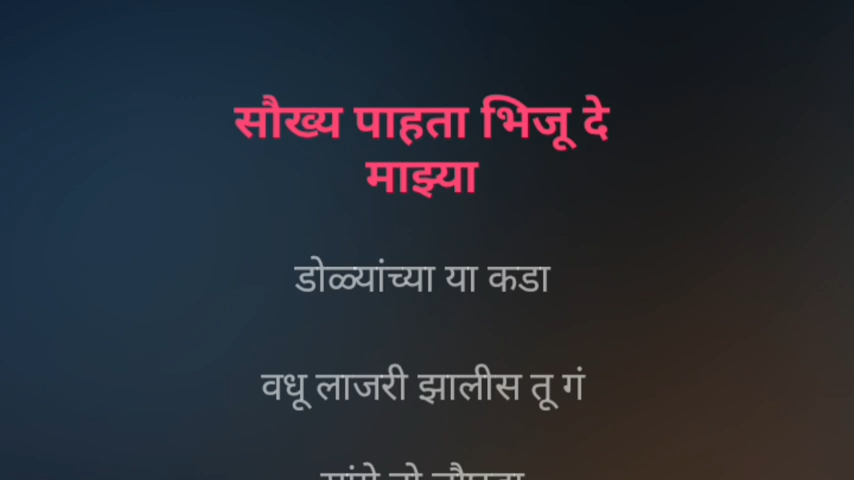 सौख्य पाहता भिजू दे
माझ्या
डोळ्यांच्या या कडा
वधू लाजरी झालीस तू गं